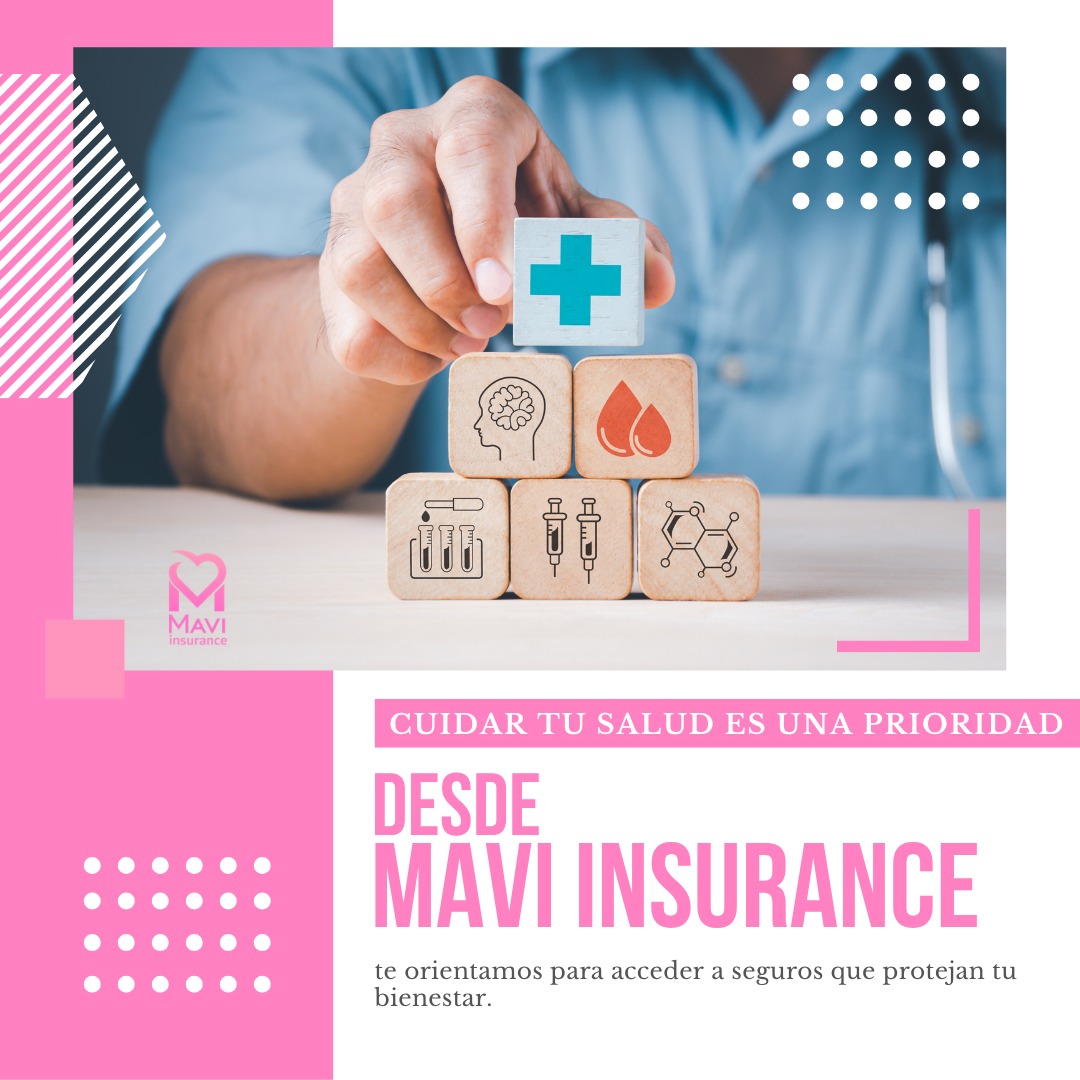 MAVI
insurance
CUIDAR TU SALUD ES UNA PRIORIDAD
DESDE
MAVI INSURANCE
te orientamos para acceder a seguros que protejan tu
bienestar.